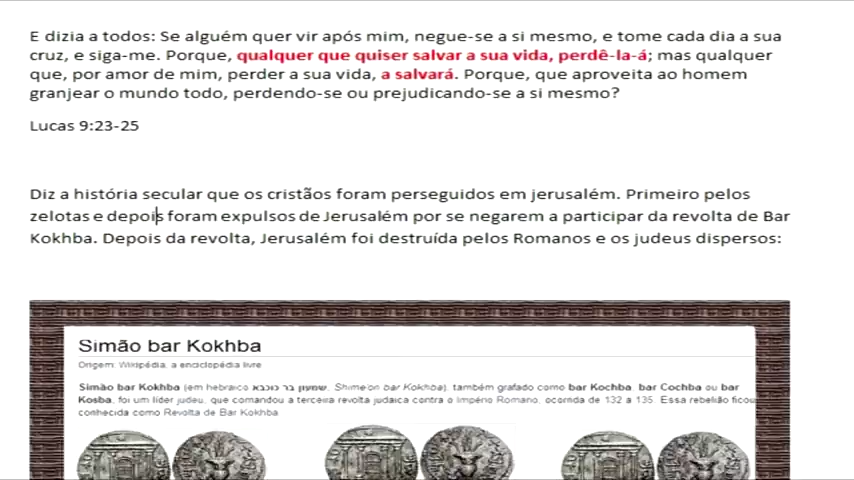 E dizia a todos: Se alguém quer vir após mim, negue-se a si mesmo, e tome cada dia a sua
cruz, e siga-me. Porque, qualquer que quiser salvar a sua vida, perdê-la-á; mas qualquer
que, por amor de mim, perder a sua vida, a salvará. Porque, que aproveita ao homem
granjear o mundo todo, perdendo-se ou prejudicando-se a si mesmo?
Lucas 9:23-25
Diz a história secular que os cristãos foram perseguidos em jerusalém. Primeiro pelos
zelotas e depois foram expulsos de Jerusalém por se negarem a participar da revolta de Bar
Kokhba. Depois da revolta, Jerusalém foi destruída pelos Romanos e os judeus dispersos:
Simão bar Kokhba
Origem: Wikipédia, a enciclopédia livre
Simão bar Kokhba (em hebraico שמעון בר כוכבא, Shime'on bar Kokhba), também grafado como bar Kochba, bar Cochba ou bar
Kosba, foi um líder judeu, que comandou a terceira revolta judaica contra o Império Romano, ocorrida de 132 a 135. Essa rebelião ficou
conhecida como Revolta de Bar Kokhba